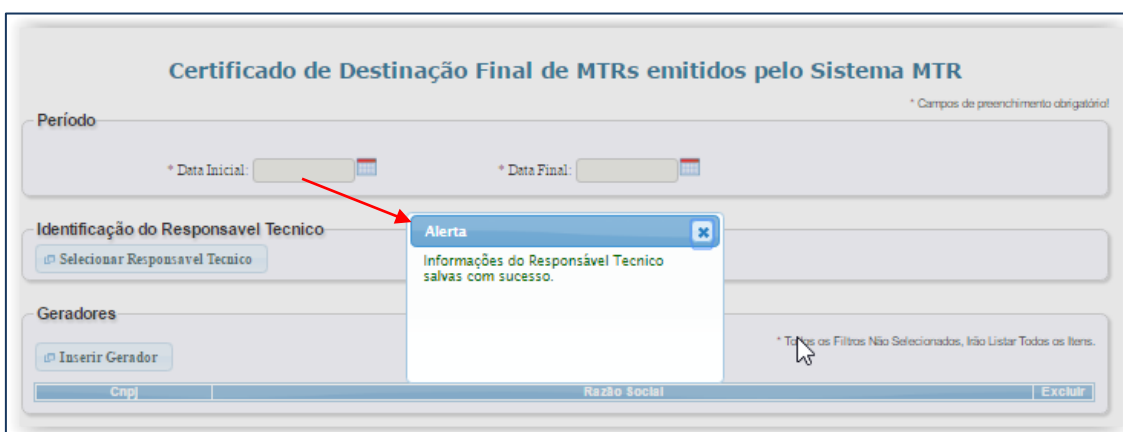 Certificado de Destinação Final de MTRs emitidos pelo Sistema MTR
* Campos de preenchimento obrigatório!
Período
* Data Inicial:
* Data Final:
Identificação do Responsavel Tecnico
Selecionar Responsavel Tecnico
Alerta
Informações do Responsável Tecnico
salvas com sucesso.
Geradores
* Todos os Filtros Não Selecionados, Irão Listar Todos os Itens.
Inserir Gerador
Cnpj
Razão Social
Excluir